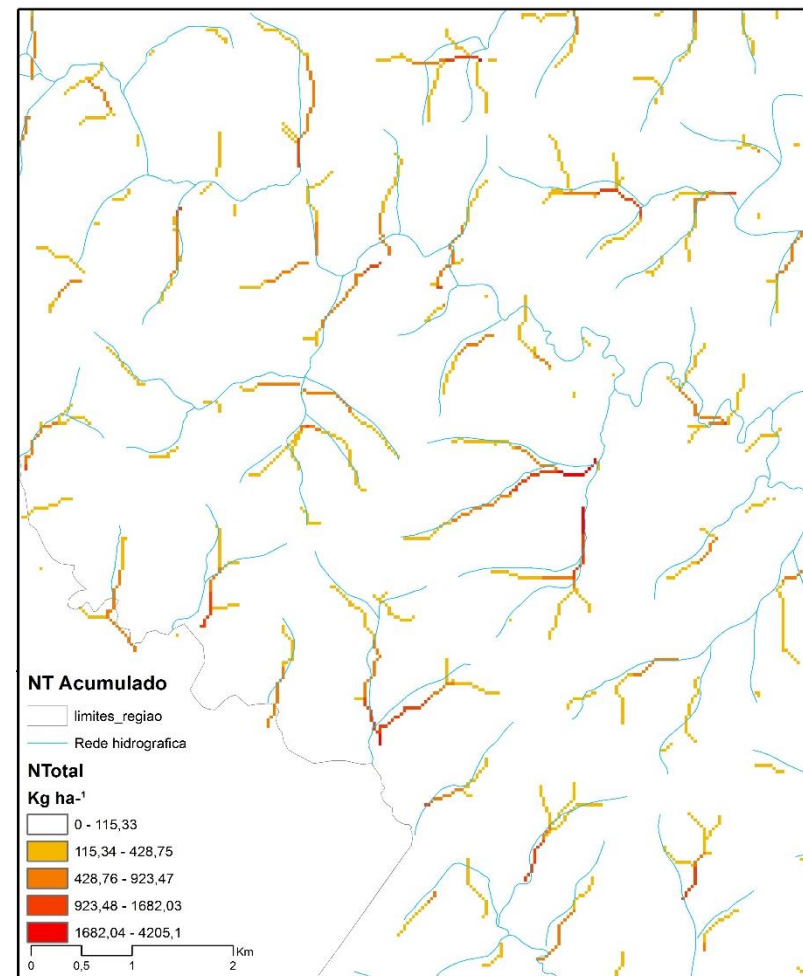 NT Acumulado
limites_regiao
Rede hidrografica
NTotal
Kg ha-¹
0 - 115,33
115,34 - 428,75
428,76 - 923,47
923,48 - 1682,03
1682,04 - 4205,1
Km
0 0,5 1 2